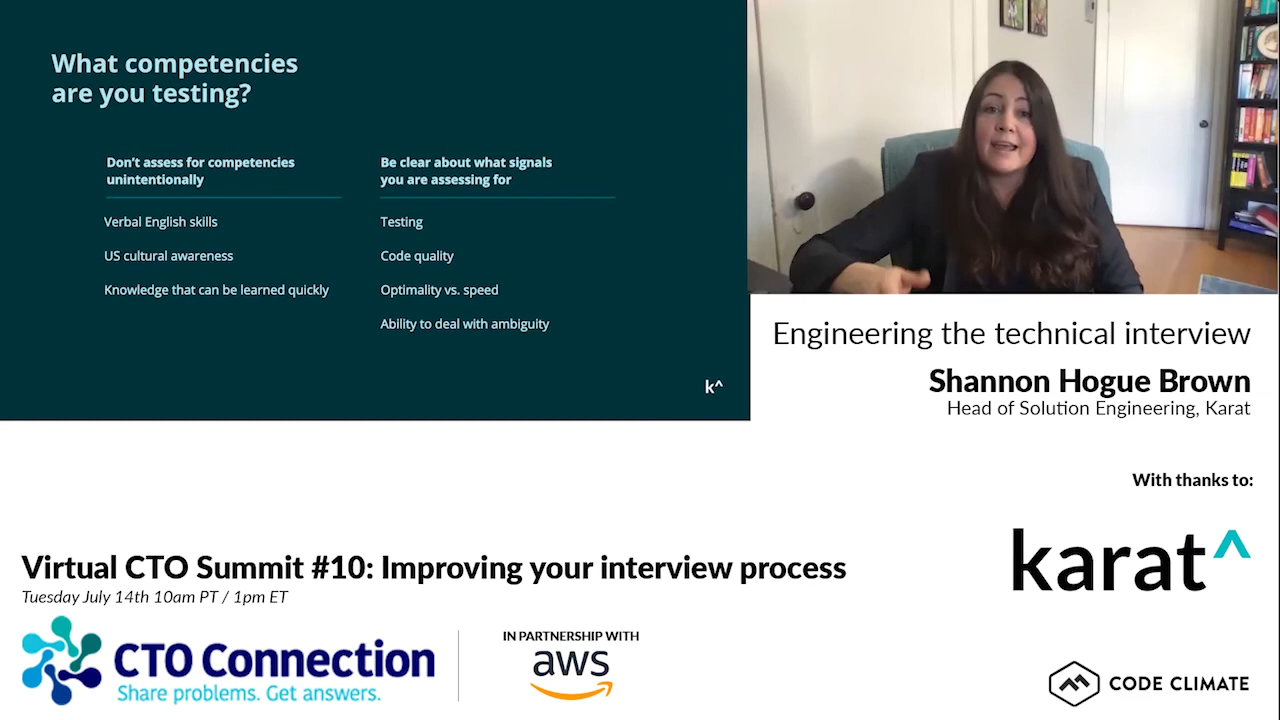 What competencies
are you testing?
Don't assess for competencies
unintentionally
Verbal English skills
US cultural awareness
Knowledge that can be learned quickly
Be clear about what signals
you are assessing for
Testing
Code quality
Optimality vs. speed
Ability to deal with ambiguity
k^
Engineering the technical interview
Shannon Hogue Brown
Head of Solution Engineering, Karat
With thanks to:
karat^
Virtual CTO Summit #10: Improving your interview process
Tuesday July 14th 10am PT / 1pm ET
CTO Connection
Share problems. Get answers.
IN PARTNERSHIP WITH
aws
CODE CLIMATE